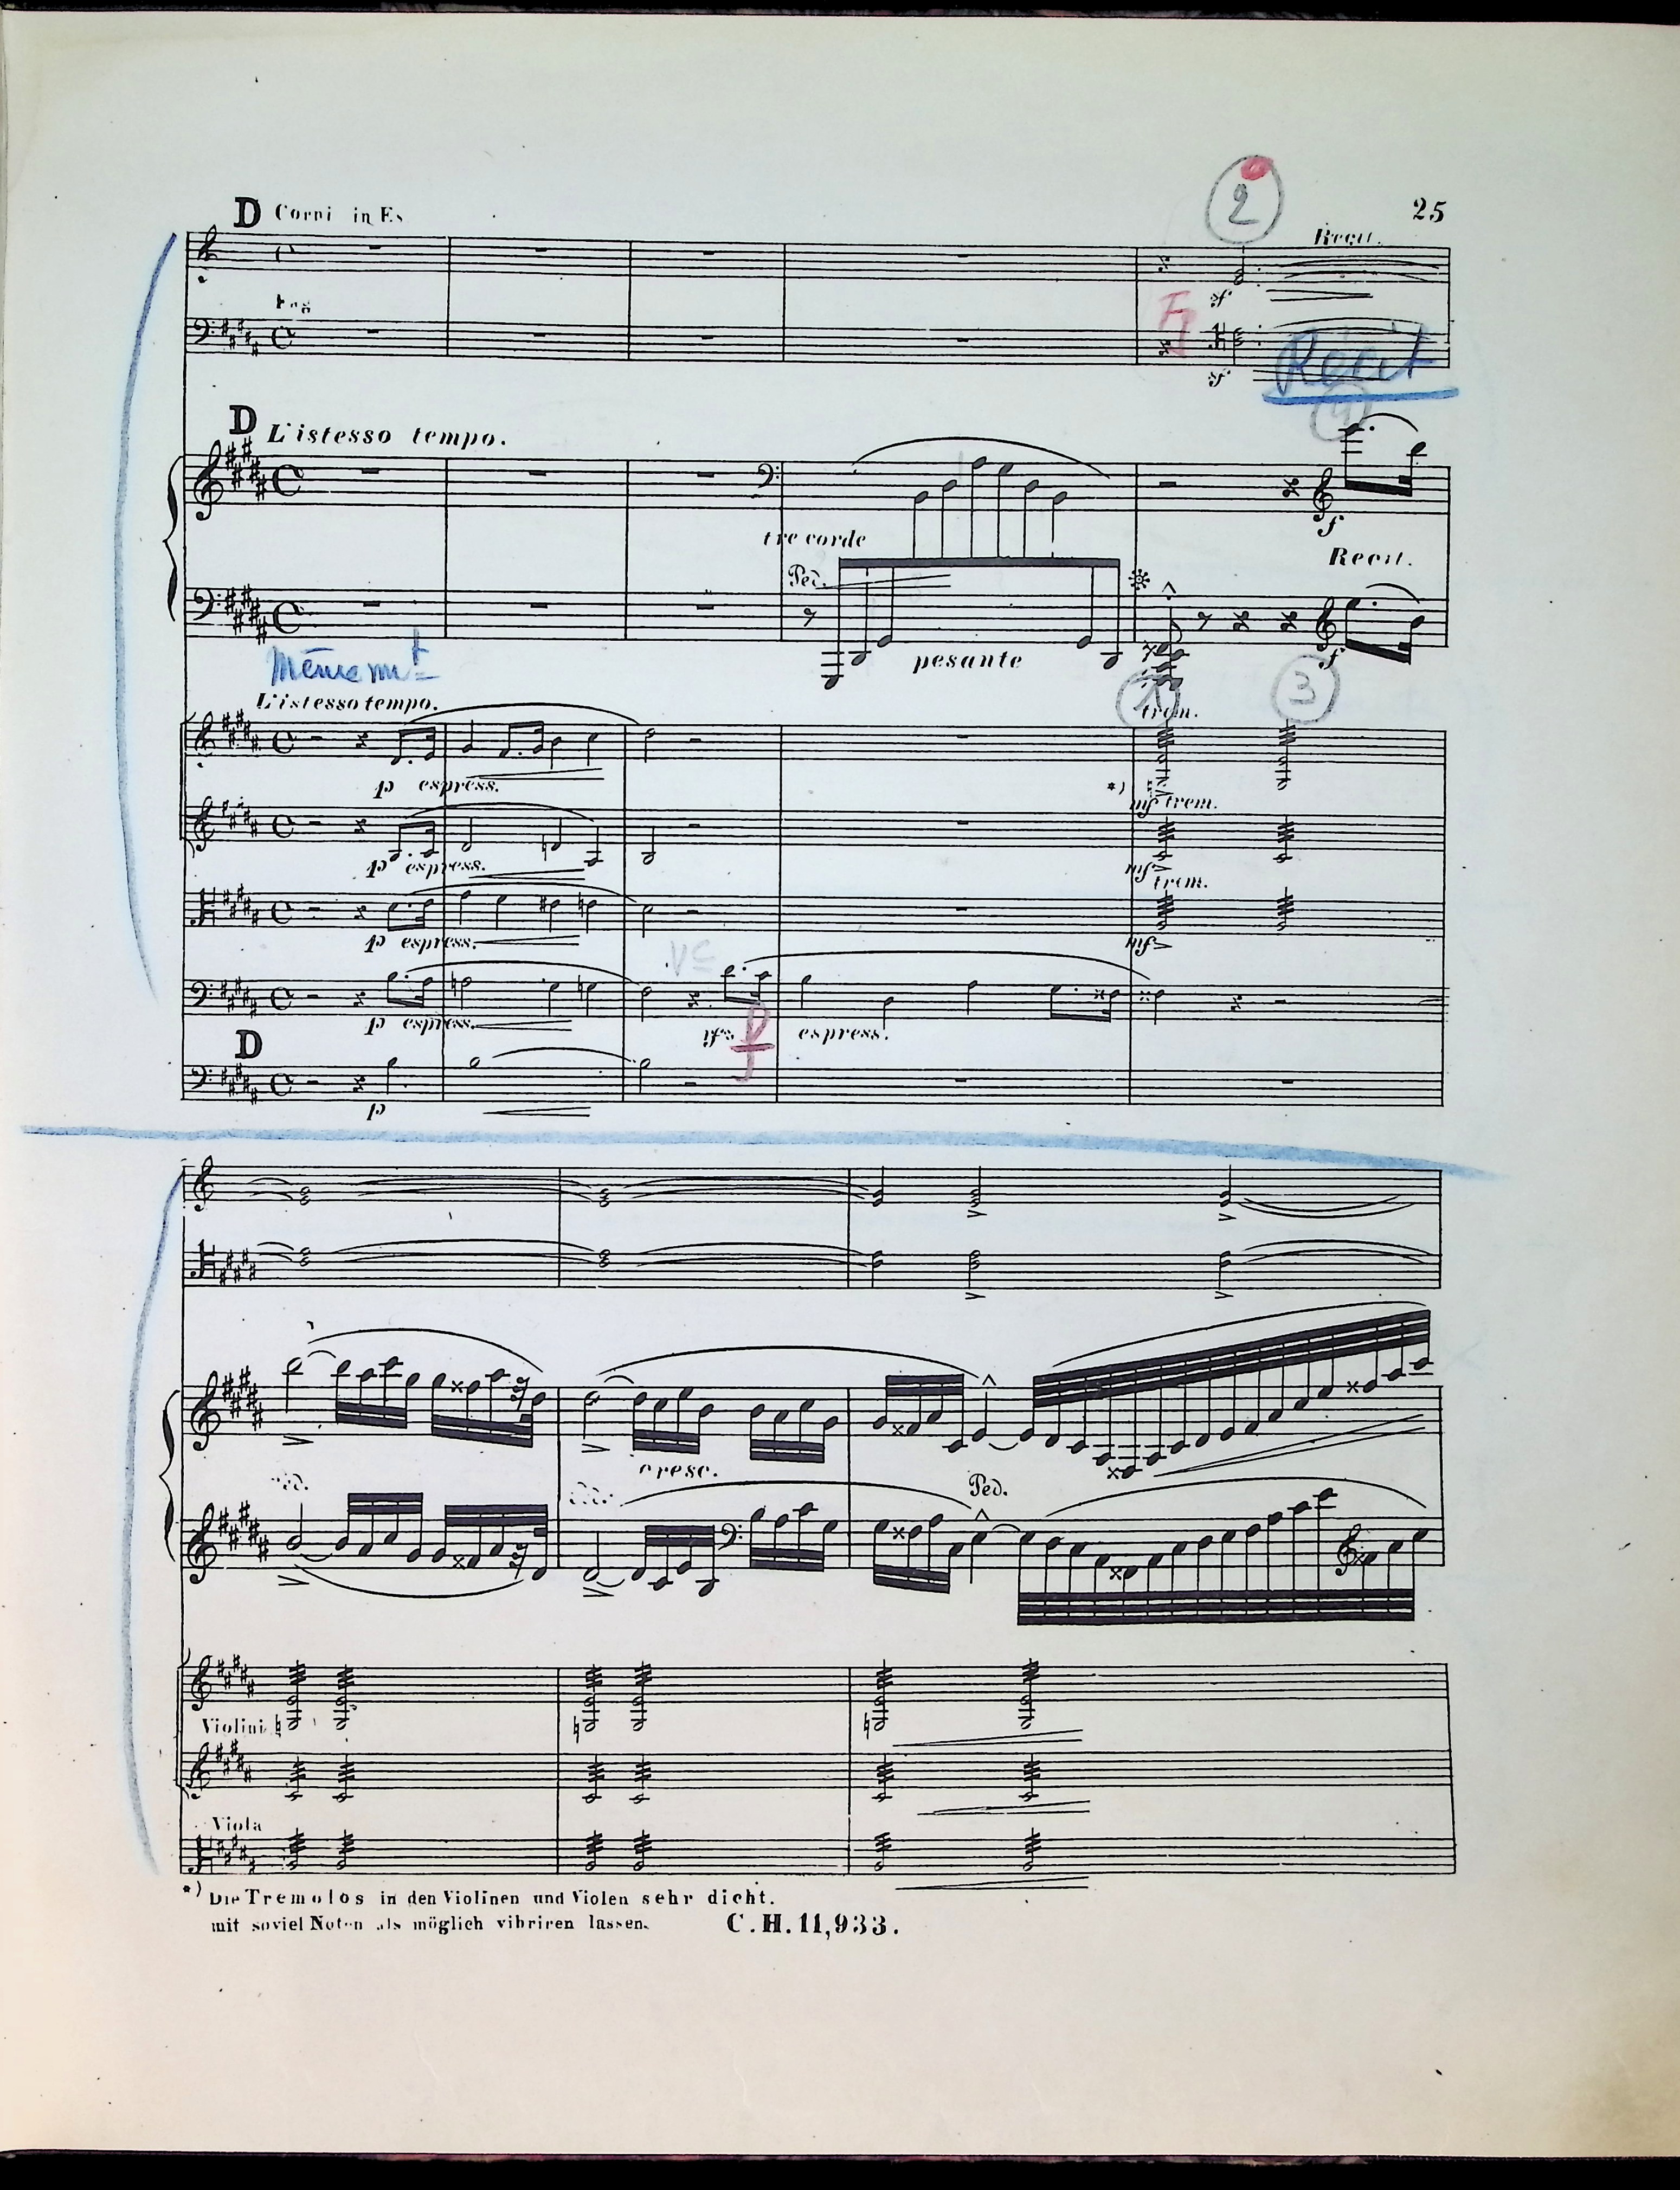 25
2
D Corni in Es
Recit.
Fag
sf
Fg
sf
Récit
4
D L'istesso tempo.
tre corde
Ped.
f
Recit.
pesante
f
Même mt
L'istesso tempo.
1
3
trem.
p espress.
*)
mf trem.
p espress.
mf
trem.
p espress.
mf
Vc
p espress.
f
espress.
D
p
Ped.
cresc.
Ped.
Violini
Viola
*) Die Tremolos in den Violinen und Violen sehr dicht.
mit soviel Noten als möglich vibriren lassen.
C.H.11,933.